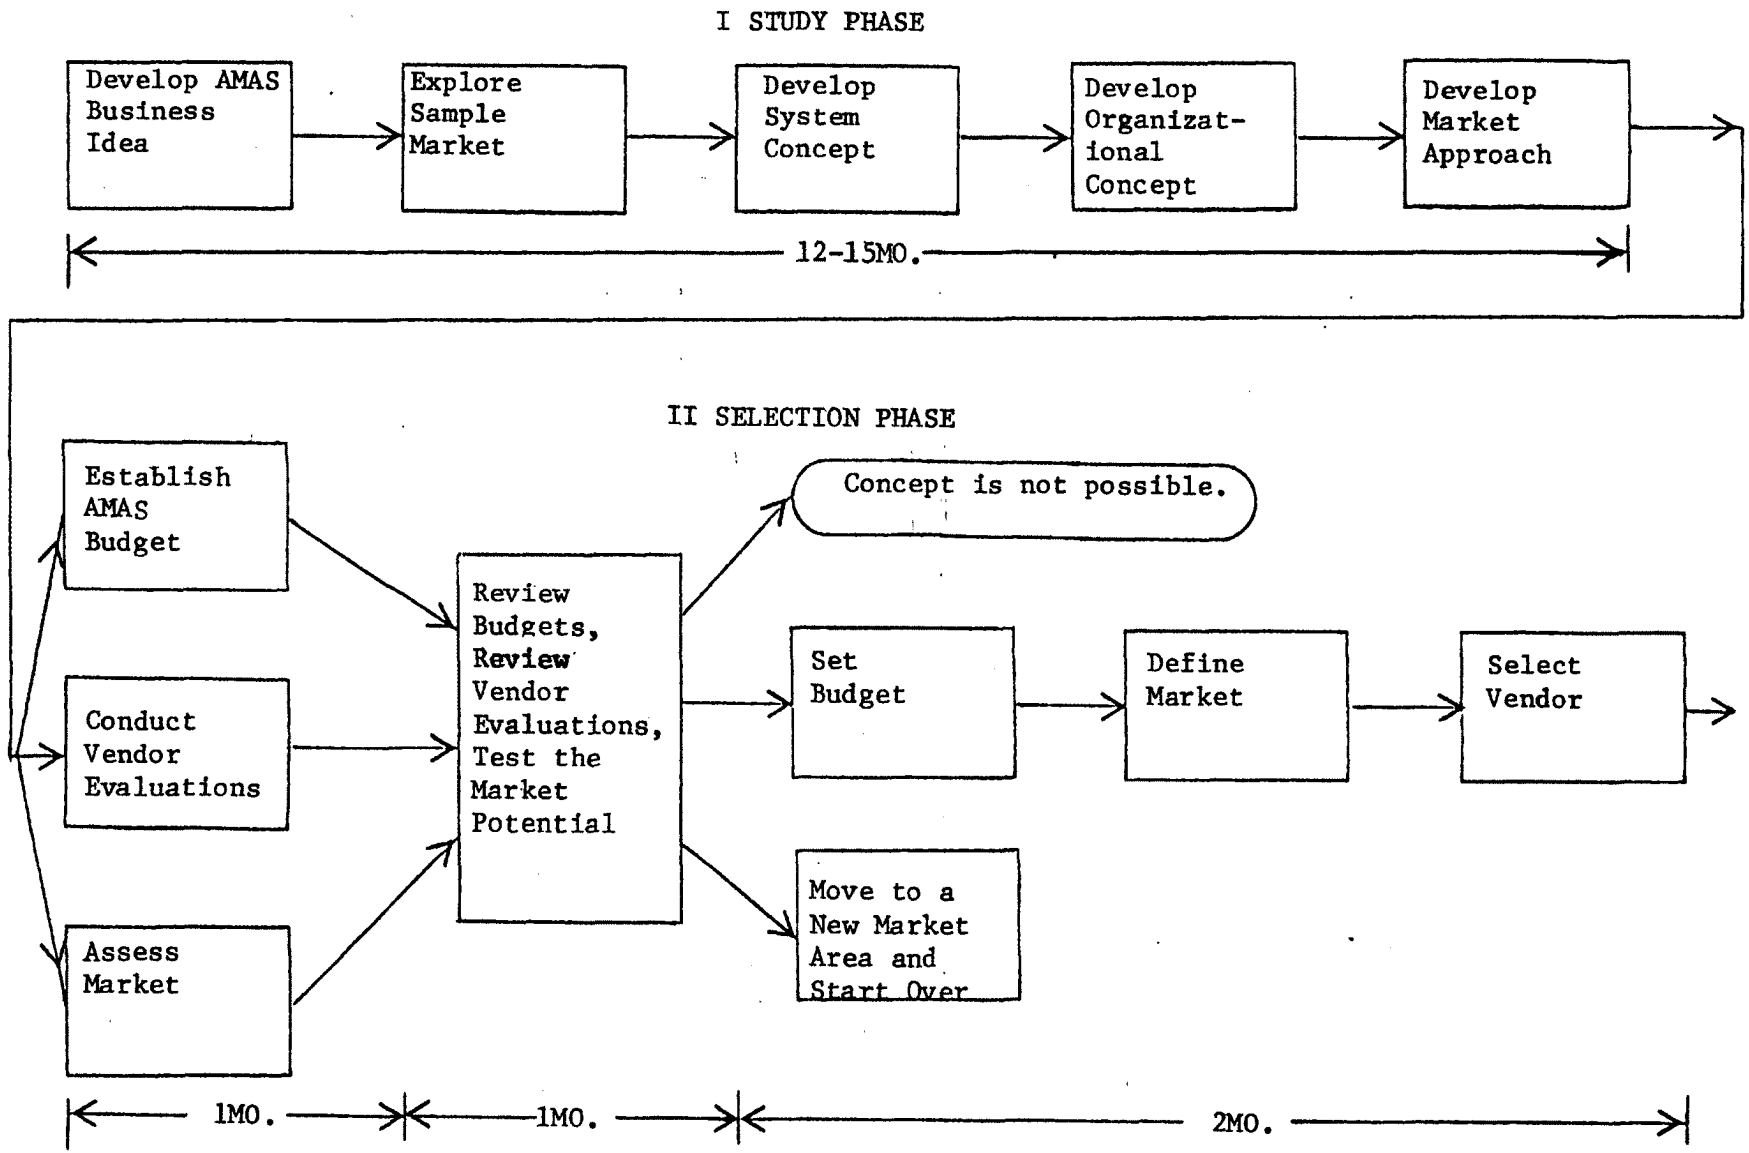 I STUDY PHASE
Develop AMAS
Business
Idea
Explore
Sample
Market
Develop
System
Concept
Develop
Organizat-
ional
Concept
Develop
Market
Approach
12-15MO.
II SELECTION PHASE
Establish
AMAS
Budget
Conduct
Vendor
Evaluations
Assess
Market
Review
Budgets,
Review
Vendor
Evaluations,
Test the
Market
Potential
Concept is not possible.
Set
Budget
Define
Market
Select
Vendor
Move to a
New Market
Area and
Start Over
1MO.
1MO.
2MO.